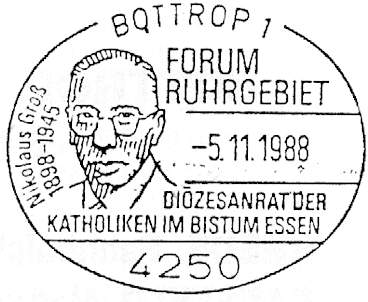 BOTTROP 1
FORUM
RUHRGEBIET
Nikolaus Groß
1898-1945
-5.11.1988
DIÖZESANRAT DER
KATHOLIKEN IM BISTUM ESSEN
4250